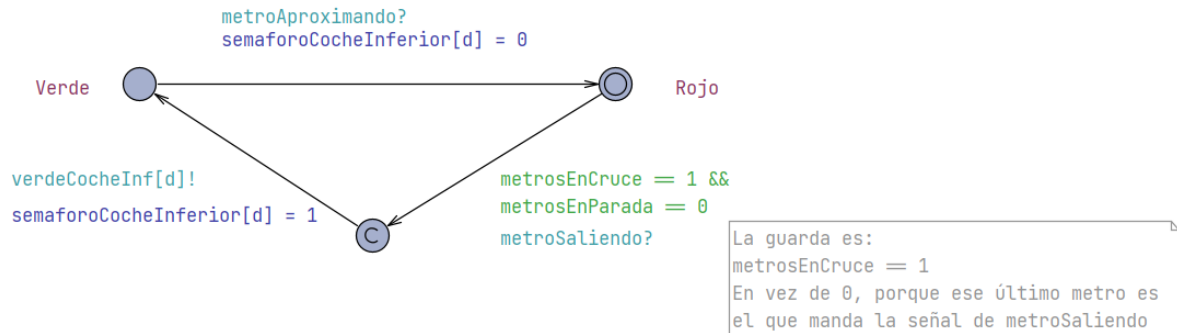 metroAproximando?
semaforoCocheInferior[d] = 0
Verde
Rojo
verdeCocheInf[d]!
semaforoCocheInferior[d] = 1
C
metrosEnCruce == 1 &&
metrosEnParada == 0
metroSaliendo?
La guarda es:
metrosEnCruce == 1
En vez de 0, porque ese último metro es
el que manda la señal de metroSaliendo